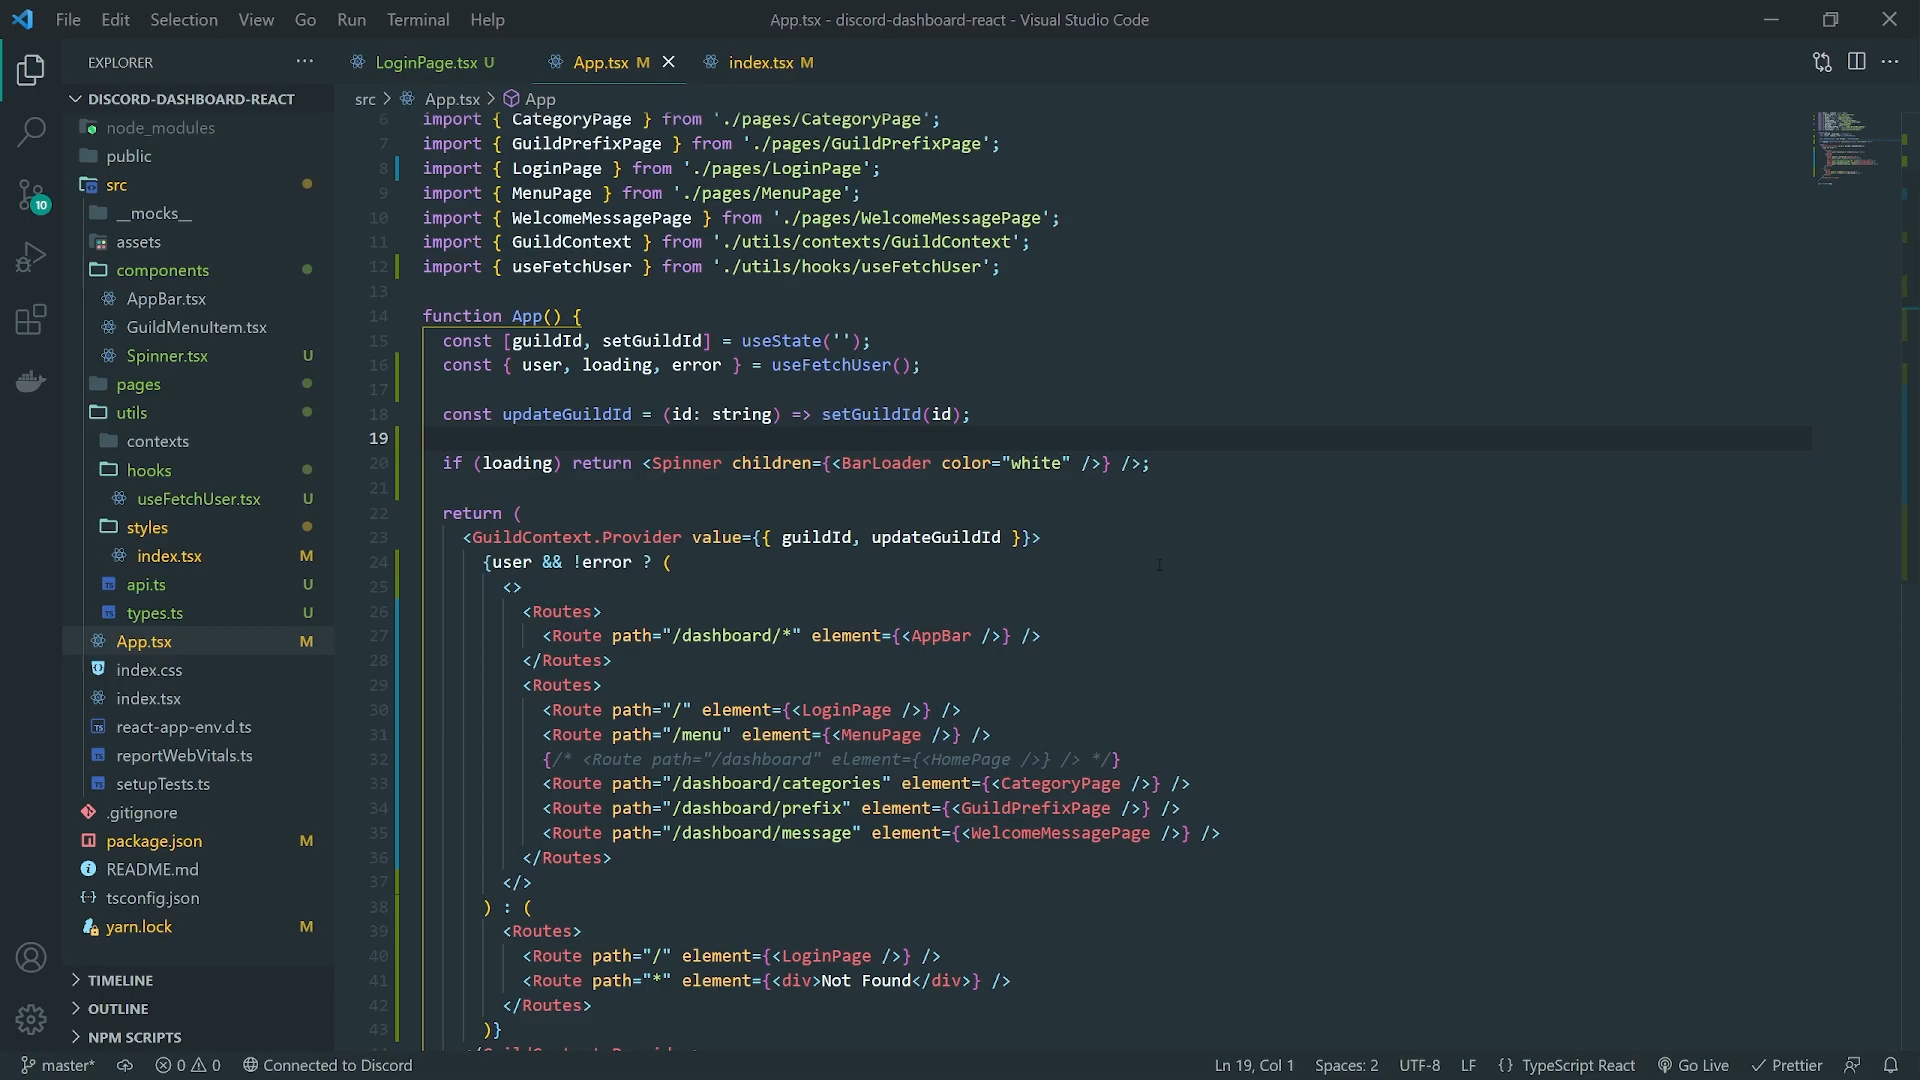 File Edit Selection View Go Run Terminal Help
App.tsx - discord-dashboard-react - Visual Studio Code
EXPLORER
DISCORD-DASHBOARD-REACT
node_modules
public
src
__mocks__
assets
components
AppBar.tsx
GuildMenuItem.tsx
Spinner.tsx U
pages
utils
contexts
hooks
useFetchUser.tsx U
styles
index.tsx M
api.ts U
types.ts U
App.tsx M
index.css
index.tsx
react-app-env.d.ts
reportWebVitals.ts
setupTests.ts
.gitignore
package.json M
README.md
tsconfig.json
yarn.lock M
TIMELINE
OUTLINE
NPM SCRIPTS
10
LoginPage.tsx U App.tsx M index.tsx M
src > App.tsx > App
6 import { CategoryPage } from './pages/CategoryPage';
7 import { GuildPrefixPage } from './pages/GuildPrefixPage';
8 import { LoginPage } from './pages/LoginPage';
9 import { MenuPage } from './pages/MenuPage';
10 import { WelcomeMessagePage } from './pages/WelcomeMessagePage';
11 import { GuildContext } from './utils/contexts/GuildContext';
12 import { useFetchUser } from './utils/hooks/useFetchUser';
13
14 function App() {
15 const [guildId, setGuildId] = useState('');
16 const { user, loading, error } = useFetchUser();
17
18 const updateGuildId = (id: string) => setGuildId(id);
19
20 if (loading) return <Spinner children={<BarLoader color="white" />} />;
21
22 return (
23 <GuildContext.Provider value={{ guildId, updateGuildId }}>
24 {user && !error ? (
25 <>
26 <Routes>
27 <Route path="/dashboard/*" element={<AppBar />} />
28 </Routes>
29 <Routes>
30 <Route path="/" element={<LoginPage />} />
31 <Route path="/menu" element={<MenuPage />} />
32 {/* <Route path="/dashboard" element={<HomePage />} /> */}
33 <Route path="/dashboard/categories" element={<CategoryPage />} />
34 <Route path="/dashboard/prefix" element={<GuildPrefixPage />} />
35 <Route path="/dashboard/message" element={<WelcomeMessagePage />} />
36 </Routes>
37 </>
38 ) : (
39 <Routes>
40 <Route path="/" element={<LoginPage />} />
41 <Route path="*" element={<div>Not Found</div>} />
42 </Routes>
43 )}
master* 0 0 Connected to Discord
Ln 19, Col 1 Spaces: 2 UTF-8 LF {} TypeScript React Go Live Prettier